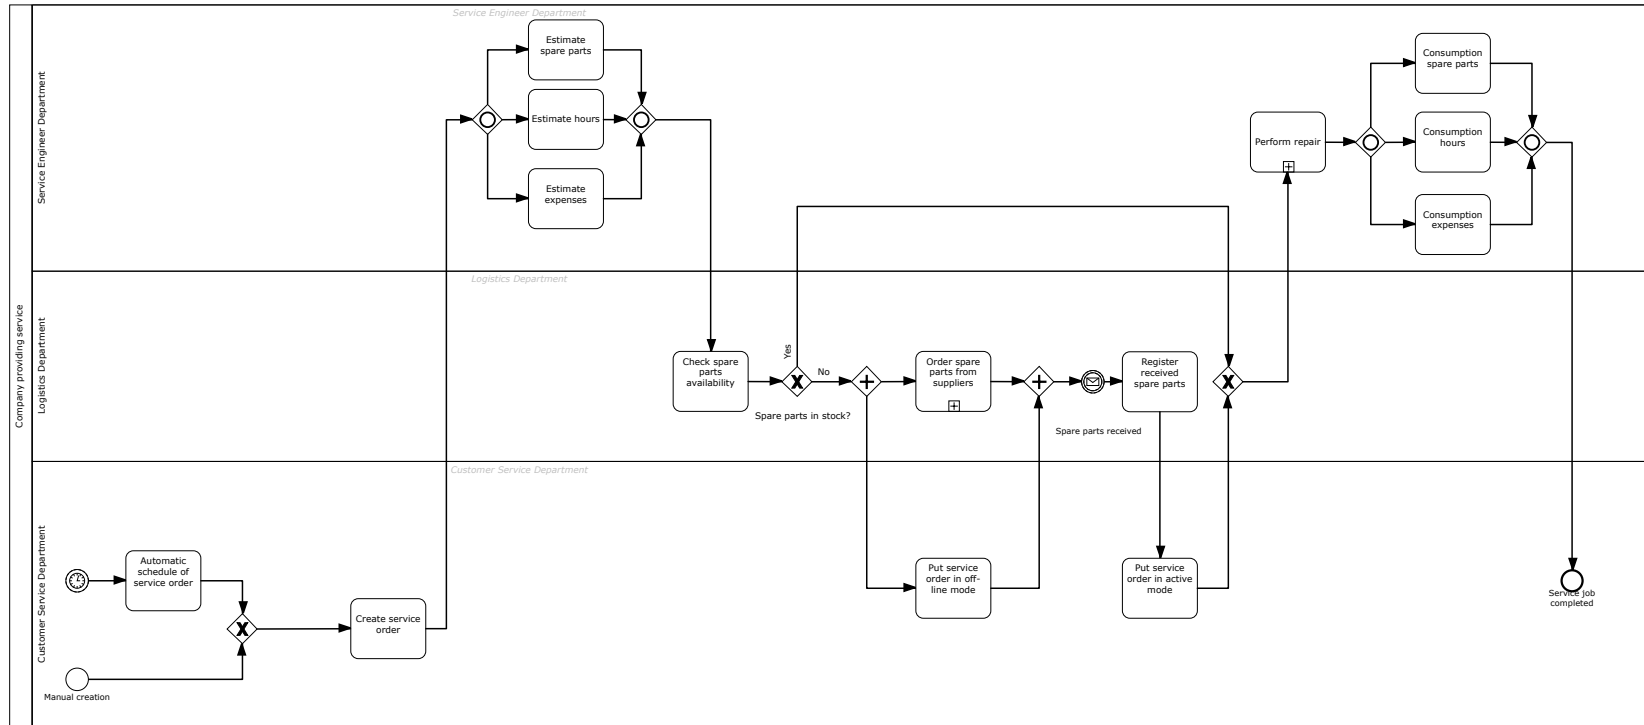 Company providing service
Service Engineer Department
Service Engineer Department
Estimate
spare parts
Estimate hours
Estimate
expenses
Perform repair
Consumption
spare parts
Consumption
hours
Consumption
expenses
Logistics Department
Logistics Department
Check spare
parts
availability
Yes
No
Spare parts in stock?
Order spare
parts from
suppliers
Spare parts received
Register
received
spare parts
Customer Service Department
Customer Service Department
Automatic
schedule of
service order
Manual creation
Create service
order
Put service
order in off-
line mode
Put service
order in active
mode
Service job
completed